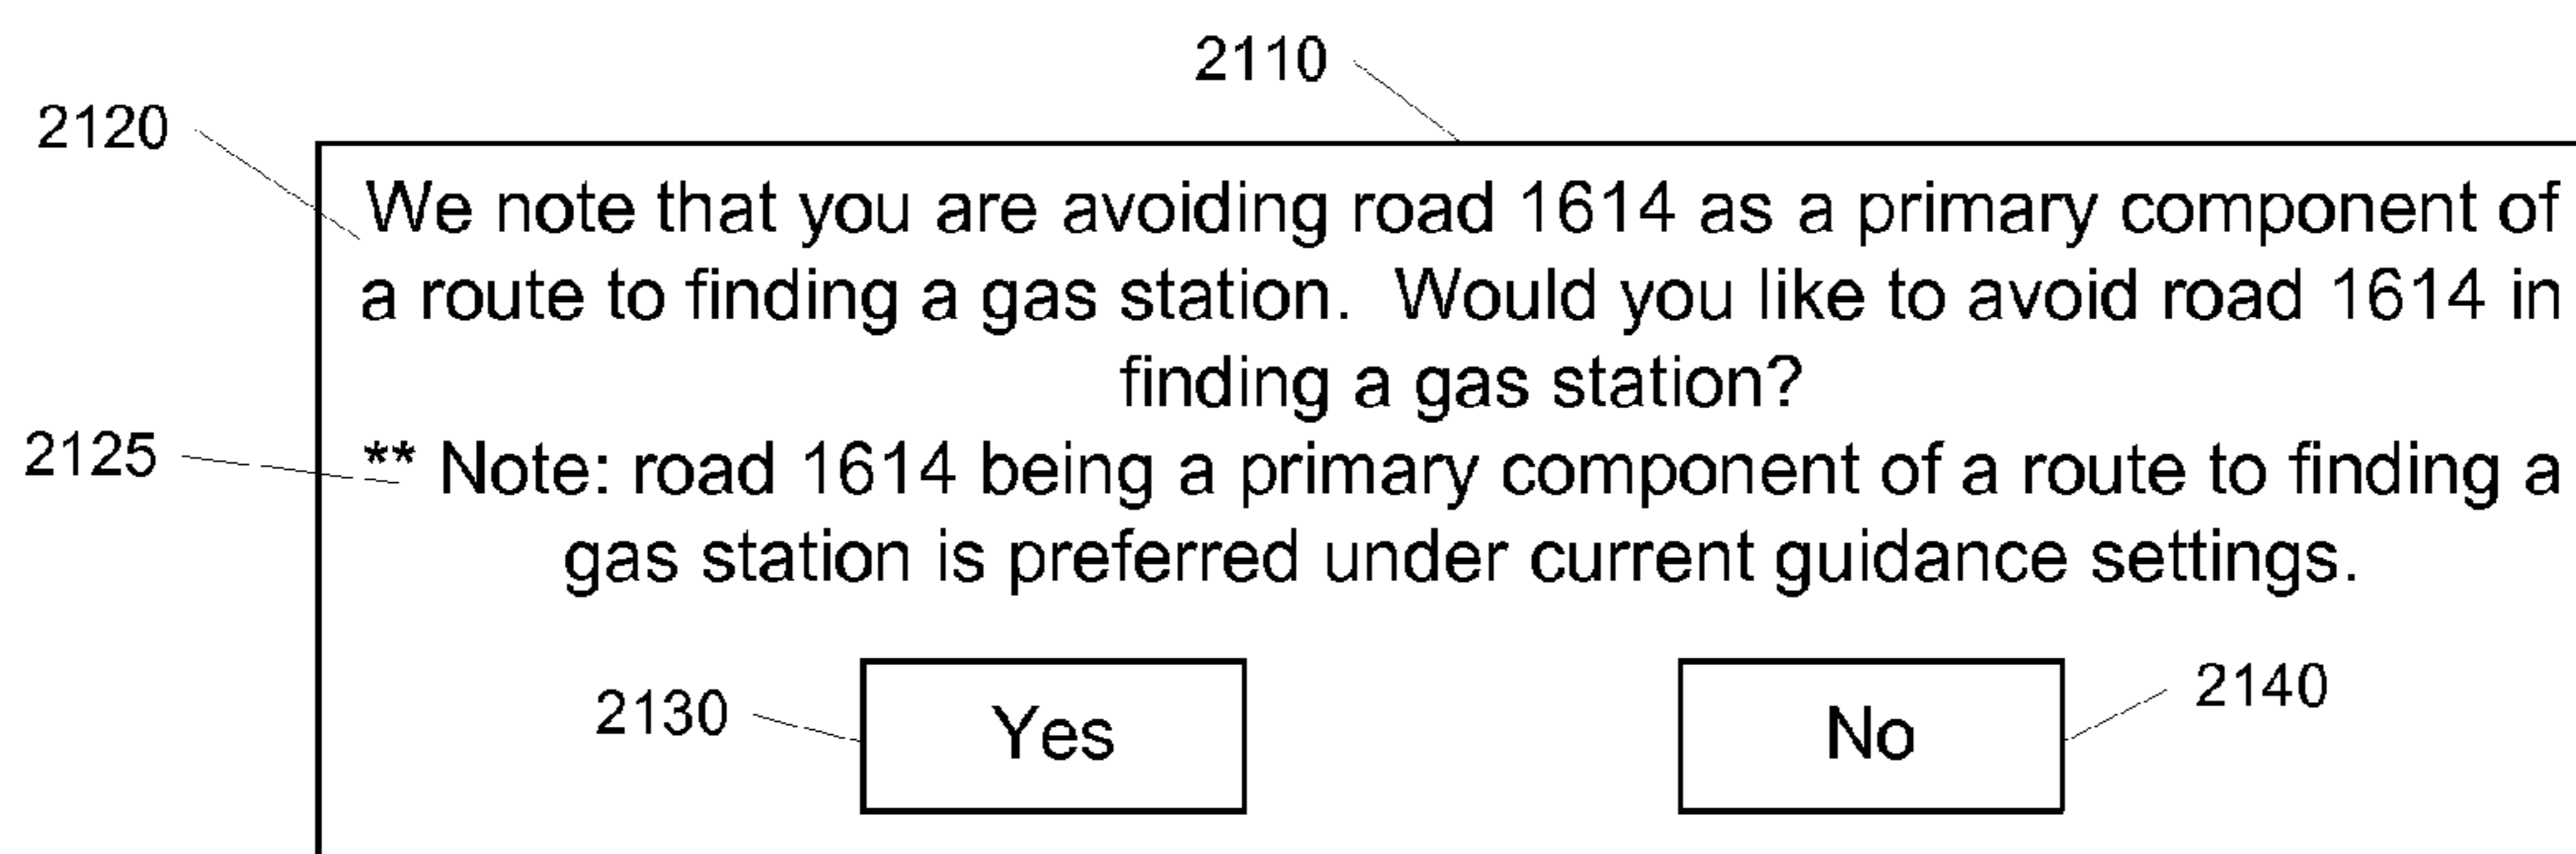 2110
2120
We note that you are avoiding road 1614 as a primary component of
a route to finding a gas station.  Would you like to avoid road 1614 in
finding a gas station?
2125
** Note: road 1614 being a primary component of a route to finding a
gas station is preferred under current guidance settings.
2130
Yes
No
2140